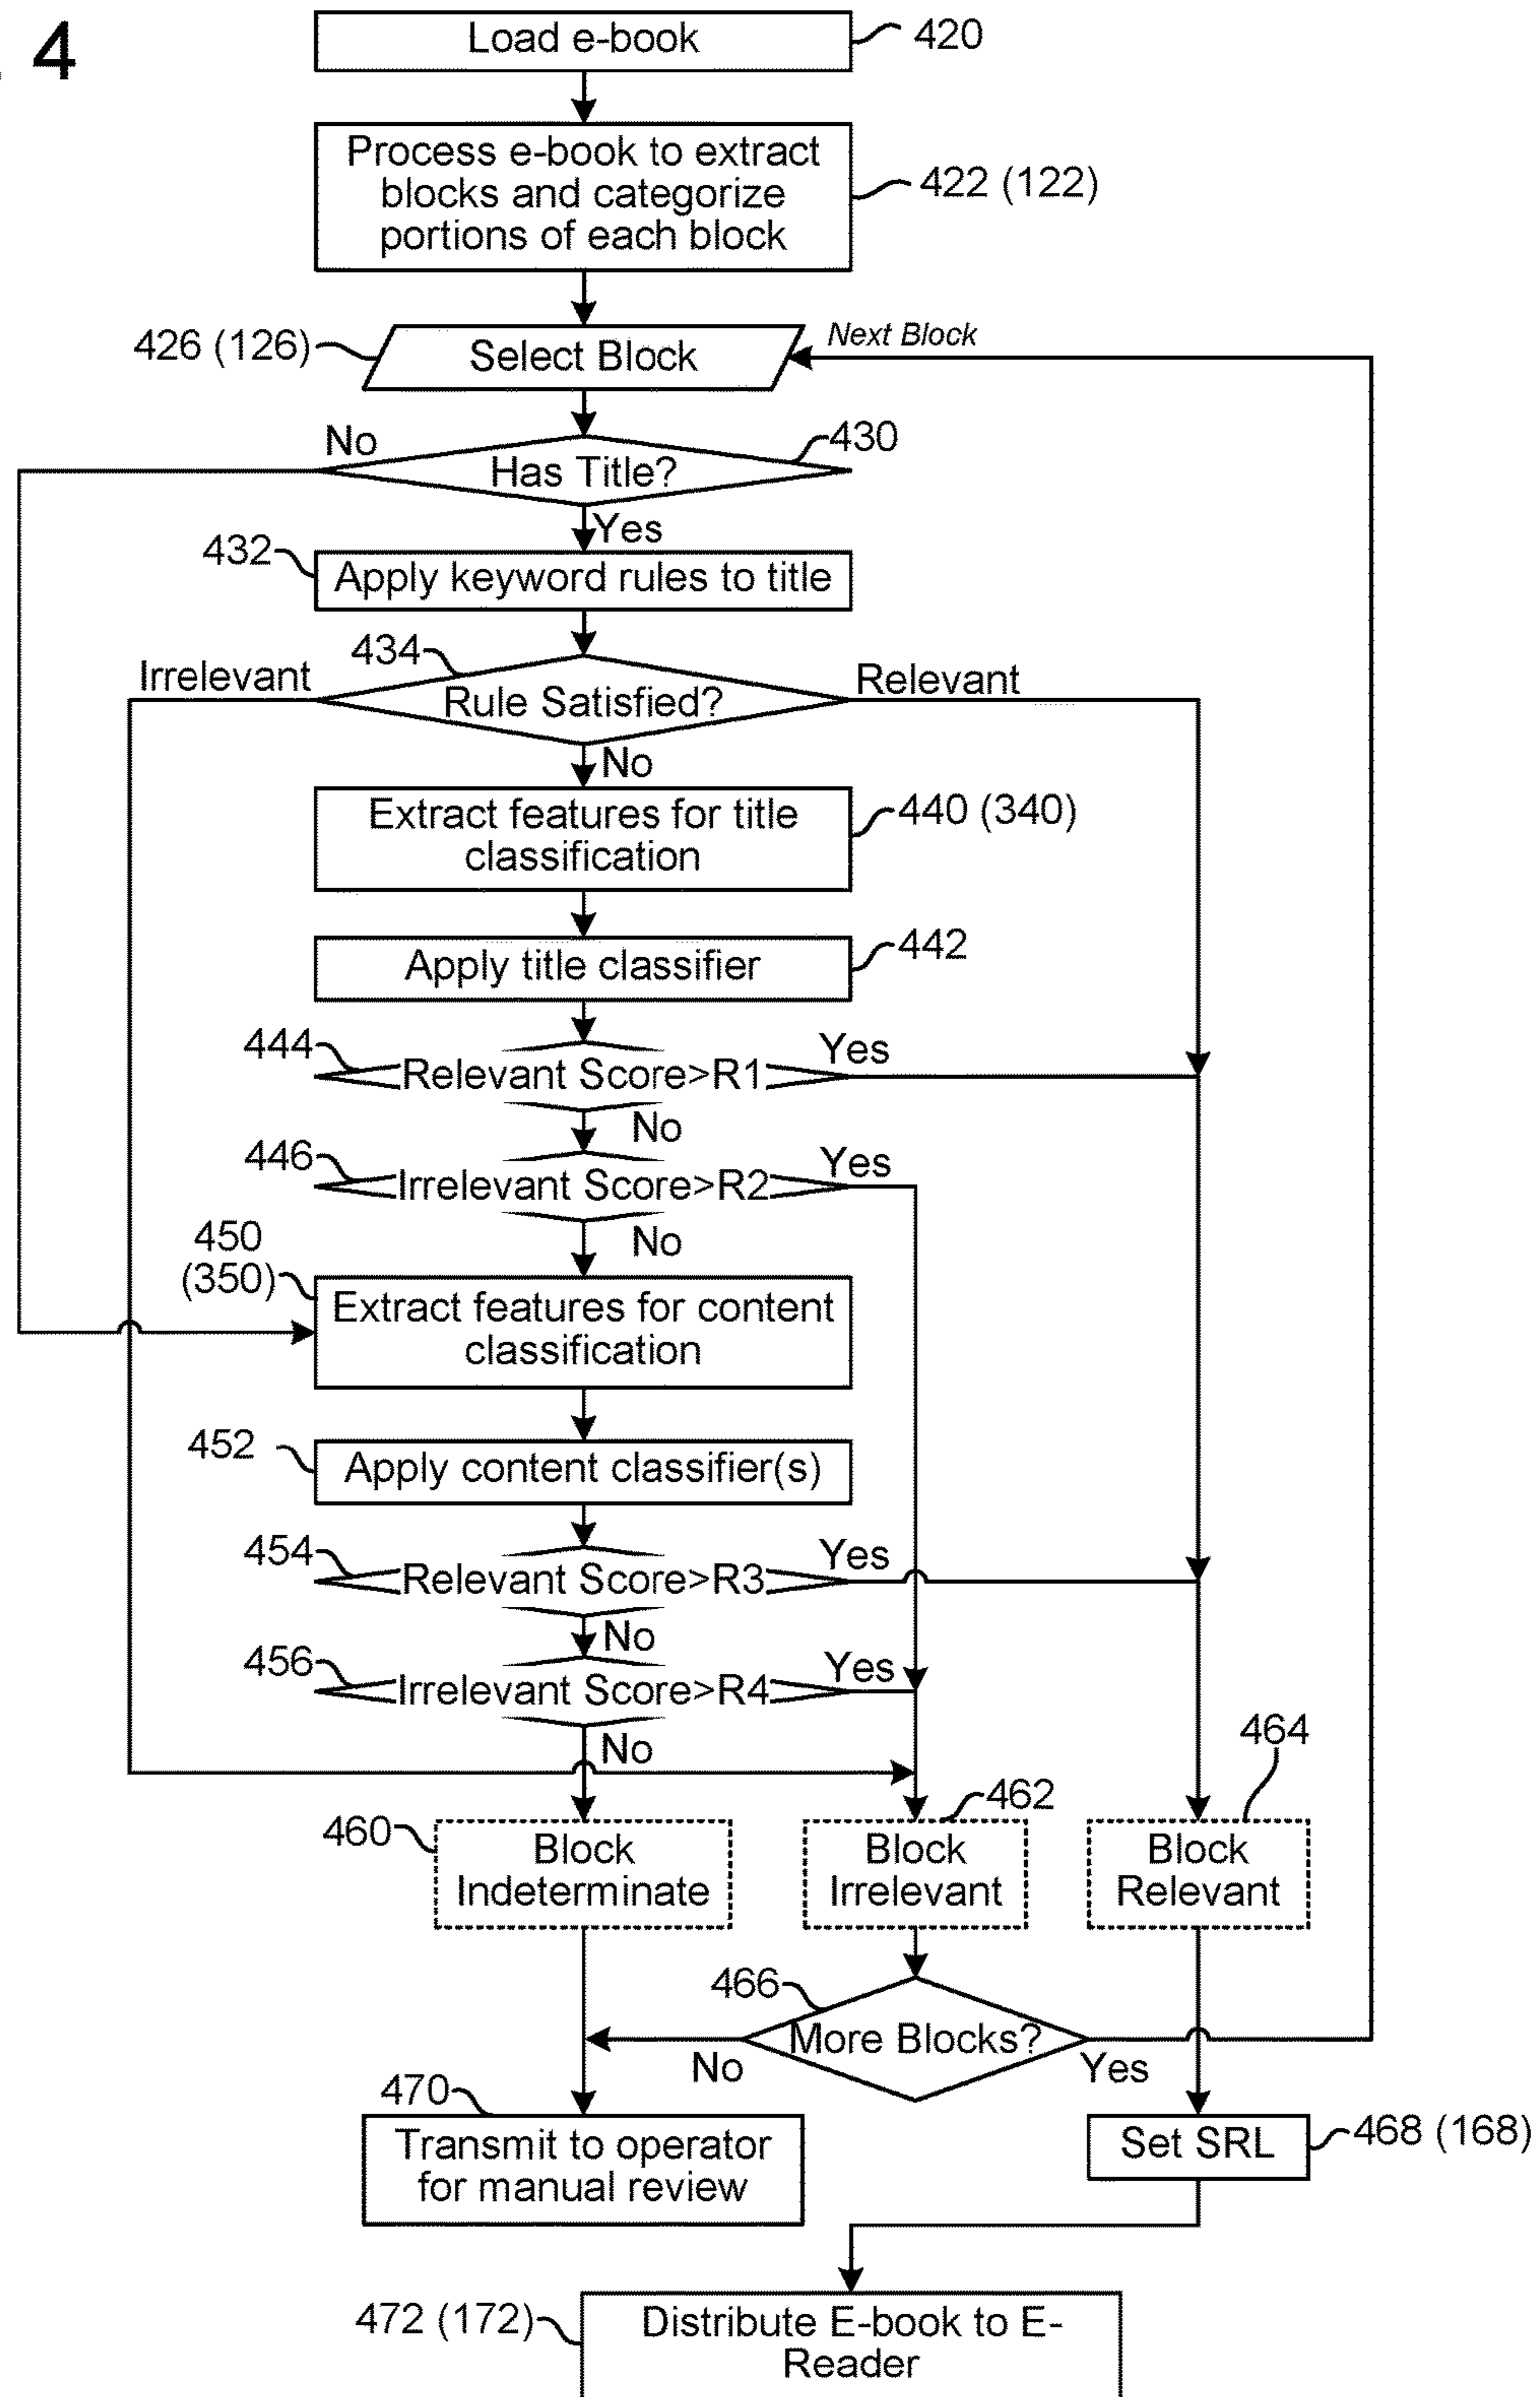 . 4
Load e-book
420
Process e-book to extract
blocks and categorize
portions of each block
422 (122)
426 (126)
Select Block
Next Block
No
430
Has Title?
Yes
432
Apply keyword rules to title
434
Irrelevant
Rule Satisfied?
Relevant
No
Extract features for title
classification
440 (340)
Apply title classifier
442
444
Relevant Score>R1
Yes
No
446
Irrelevant Score>R2
Yes
No
450
(350)
Extract features for content
classification
452
Apply content classifier(s)
454
Relevant Score>R3
Yes
No
456
Irrelevant Score>R4
Yes
No
460
Block
Indeterminate
462
Block
Irrelevant
464
Block
Relevant
466
More Blocks?
No
Yes
470
Transmit to operator
for manual review
Set SRL
468 (168)
472 (172)
Distribute E-book to E-
Reader